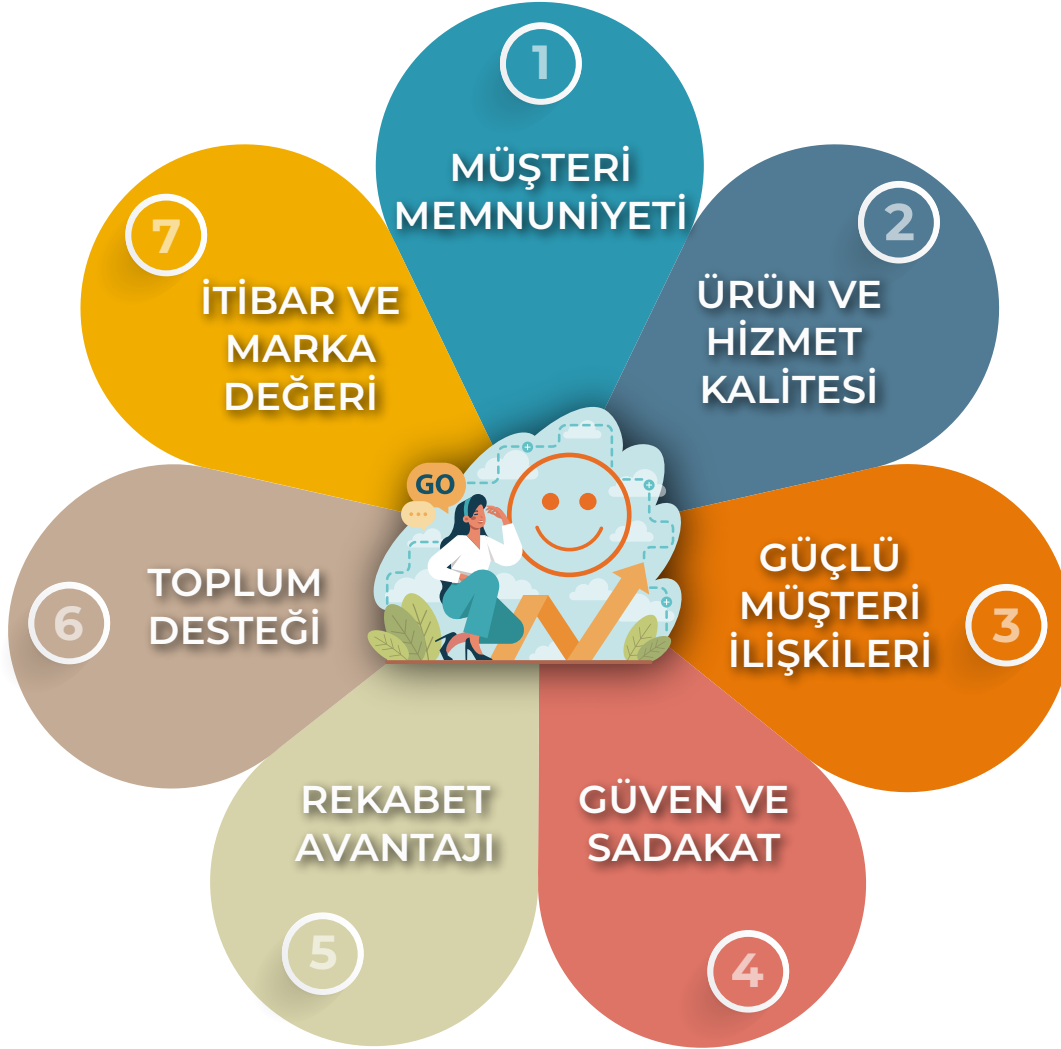 1
MÜŞTERİ
MEMNUNİYETİ
2
ÜRÜN VE
HİZMET
KALİTESİ
3
GÜÇLÜ
MÜŞTERİ
İLİŞKİLERİ
4
GÜVEN VE
SADAKAT
5
REKABET
AVANTAJI
6
TOPLUM
DESTEĞİ
7
İTİBAR VE
MARKA
DEĞERİ
GO